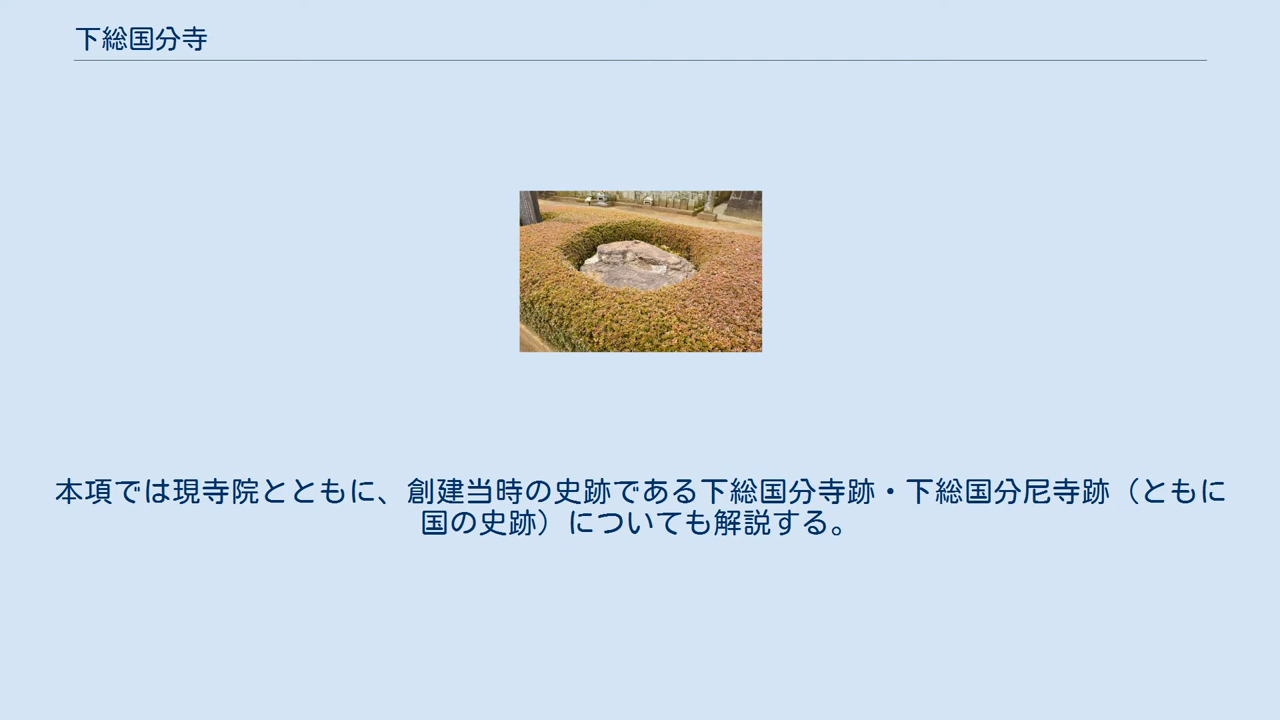 下総国分寺
本項では現寺院とともに、創建当時の史跡である下総国分寺跡・下総国分尼寺跡（ともに
国の史跡）についても解説する。